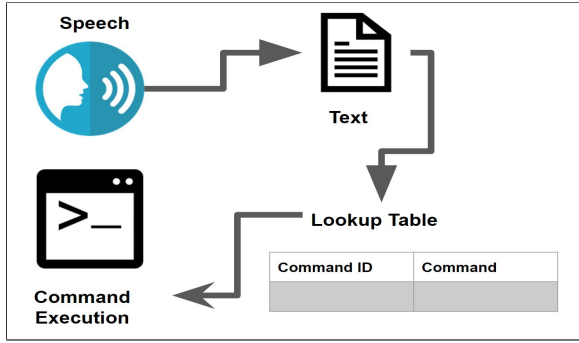 Speech
Text
Lookup Table
Command ID
Command
>_
Command
Execution